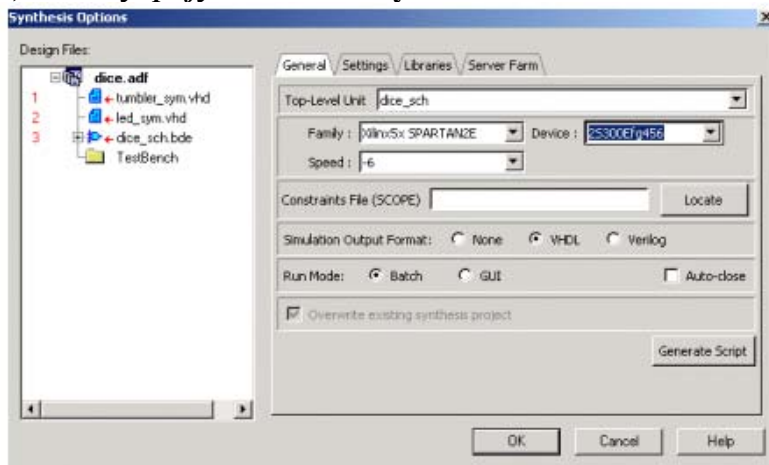 Synthesis Options
Design Files:
dice.adf
1 tumbler_sym.vhd
2 led_sym.vhd
3 dice_sch.bde
TestBench
General Settings Libraries Server Farm
Top-Level Unit dice_sch
Family : Xilinx5x SPARTAN2E Device : 2S300Efg456
Speed : -6
Constraints File (SCOPE) Locate
Simulation Output Format: None VHDL Verilog
Run Mode: Batch GUI Auto-close
Overwrite existing synthesis project
Generate Script
OK Cancel Help